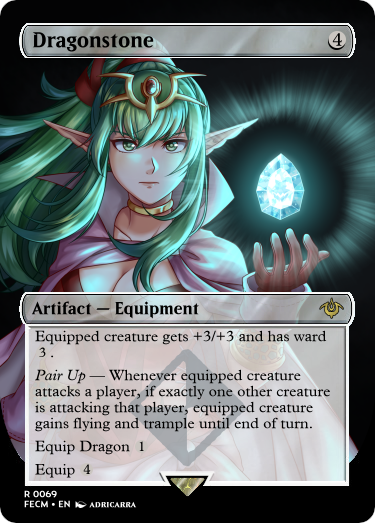 Dragonstone 4
Artifact — Equipment
Equipped creature gets +3/+3 and has ward
3 .
Pair Up — Whenever equipped creature
attacks a player, if exactly one other creature
is attacking that player, equipped creature
gains flying and trample until end of turn.
Equip Dragon 1
Equip 4
R 0069
FECM • EN ADRICARRA